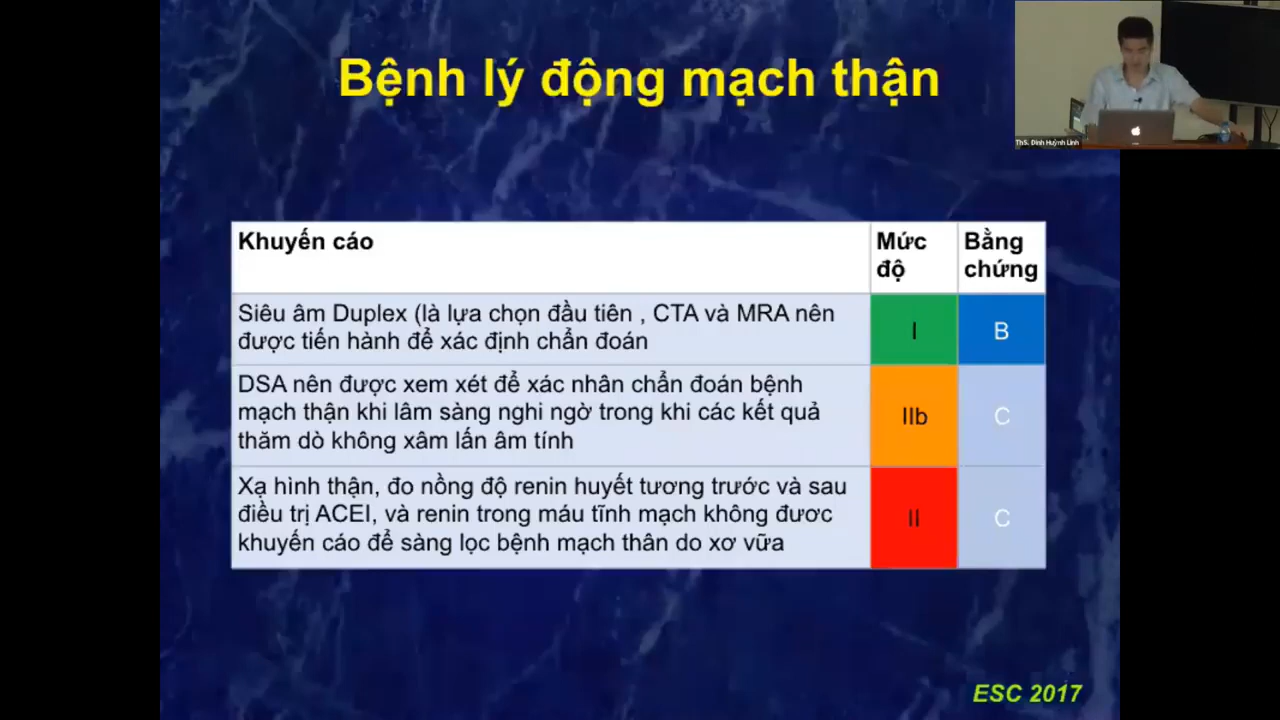 Bệnh lý động mạch thận
ThS. Đinh Huỳnh Linh
Khuyến cáo
Mức
độ
Bằng
chứng
Siêu âm Duplex (là lựa chọn đầu tiên , CTA và MRA nên
được tiến hành để xác định chẩn đoán
I
B
DSA nên được xem xét để xác nhân chẩn đoán bệnh
mạch thận khi lâm sàng nghi ngờ trong khi các kết quả
thăm dò không xâm lấn âm tính
IIb
C
Xạ hình thận, đo nồng độ renin huyết tương trước và sau
điều trị ACEI, và renin trong máu tĩnh mạch không đươc
khuyến cáo để sàng lọc bệnh mạch thân do xơ vữa
II
C
ESC 2017